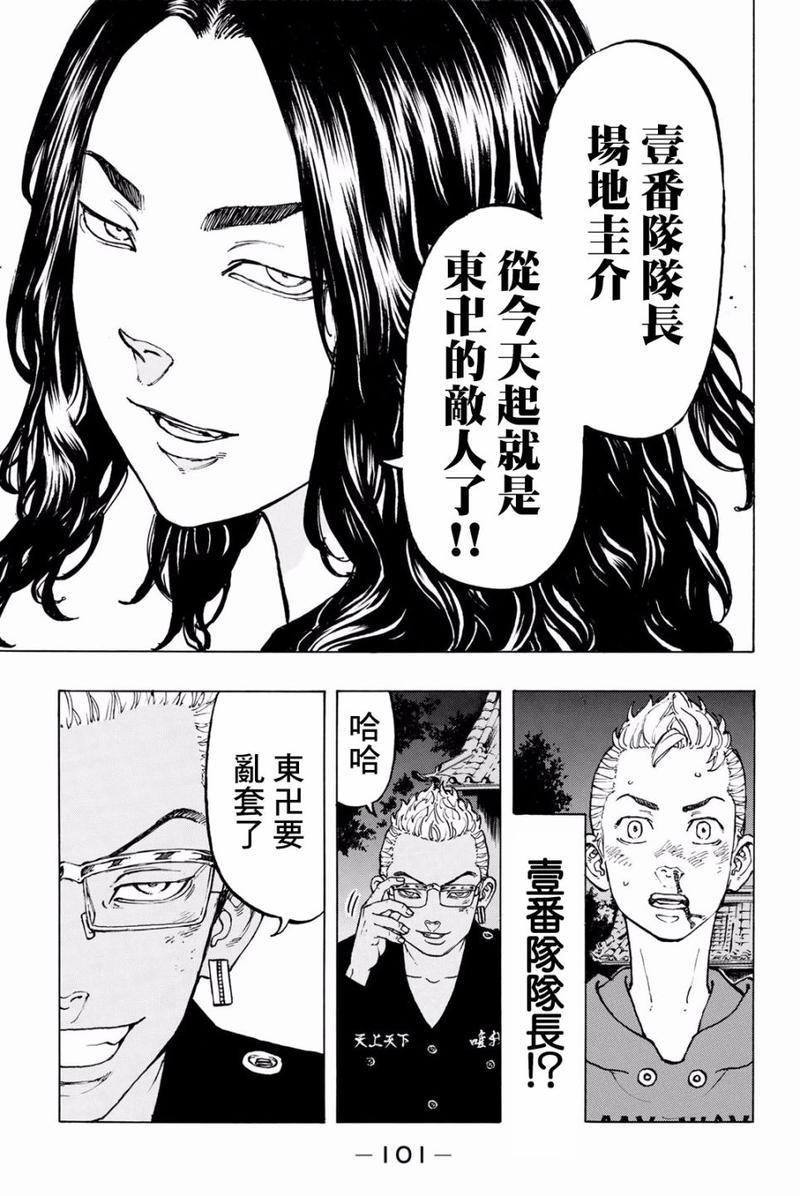 壹番隊隊長
場地圭介
從今天起就是
東卍的敵人了!!
壹番隊隊長!?
哈哈
天上天下
唯我
東卍要
亂套了
—101—